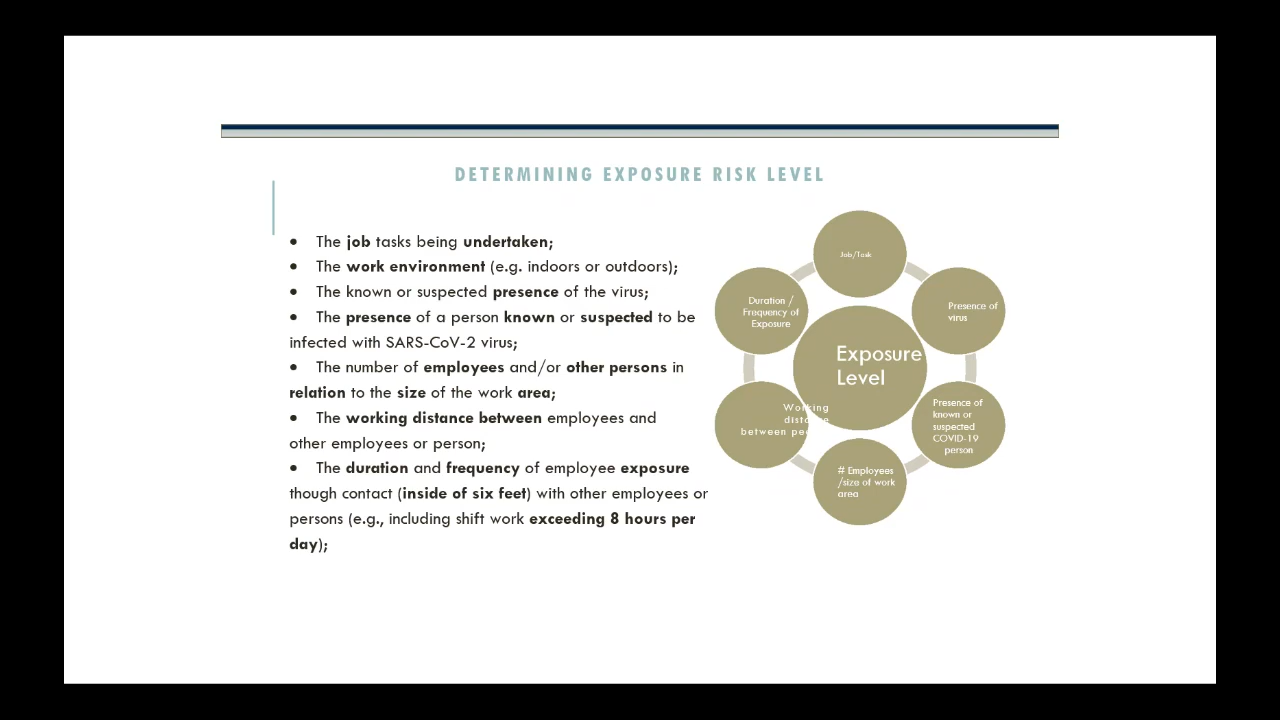 DETERMINING EXPOSURE RISK LEVEL
• The job tasks being undertaken;
• The work environment (e.g. indoors or outdoors);
• The known or suspected presence of the virus;
• The presence of a person known or suspected to be
infected with SARS-CoV-2 virus;
• The number of employees and/or other persons in
relation to the size of the work area;
• The working distance between employees and
other employees or person;
• The duration and frequency of employee exposure
though contact (inside of six feet) with other employees or
persons (e.g., including shift work exceeding 8 hours per
day);
Job/Task
Presence of
virus
Presence of
known or
suspected
COVID-19
person
# Employees
/size of work
area
Working
distance
between
Duration /
Frequency of
Exposure
Exposure
Level